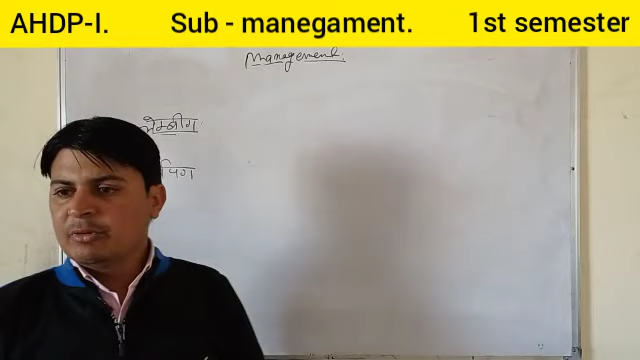 AHDP-I. Sub - manegament. 1st semester
Management.
लैम्बींग